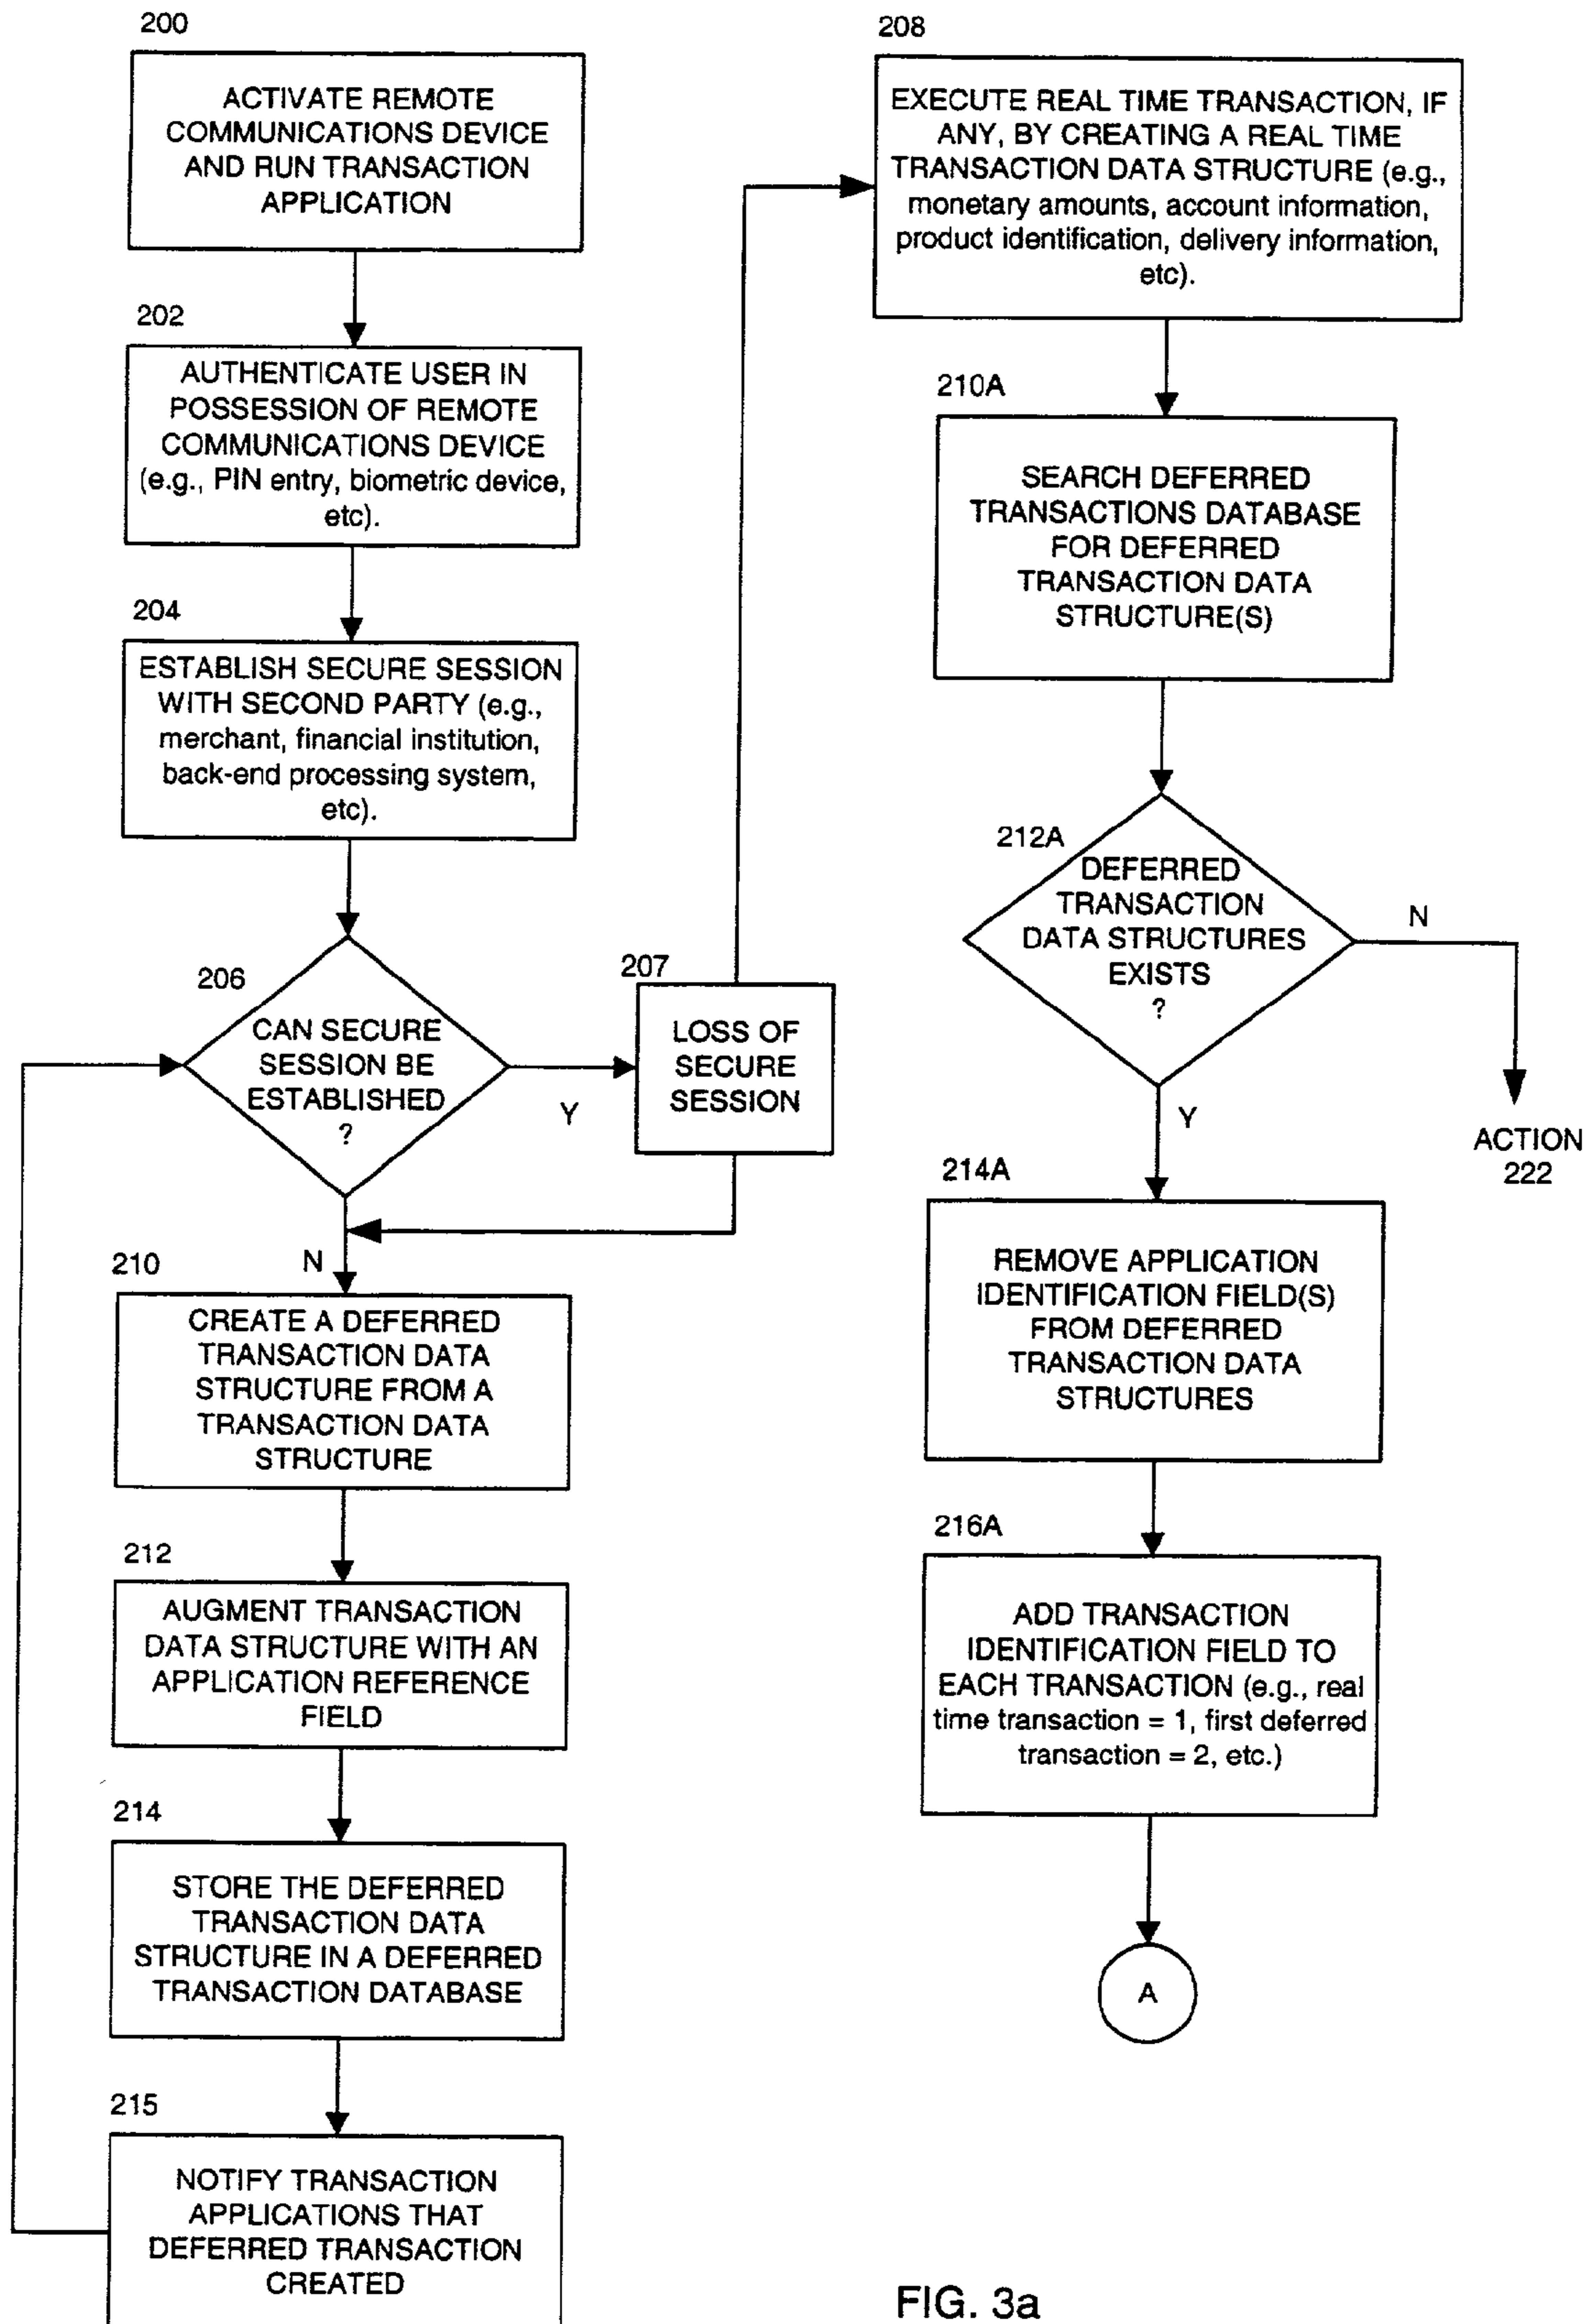 200
ACTIVATE REMOTE
COMMUNICATIONS DEVICE
AND RUN TRANSACTION
APPLICATION
202
AUTHENTICATE USER IN
POSSESSION OF REMOTE
COMMUNICATIONS DEVICE
(e.g., PIN entry, biometric device,
etc).
204
ESTABLISH SECURE SESSION
WITH SECOND PARTY (e.g.,
merchant, financial institution,
back-end processing system,
etc).
206
CAN SECURE
SESSION BE
ESTABLISHED
?
Y
N
207
LOSS OF
SECURE
SESSION
210
CREATE A DEFERRED
TRANSACTION DATA
STRUCTURE FROM A
TRANSACTION DATA
STRUCTURE
212
AUGMENT TRANSACTION
DATA STRUCTURE WITH AN
APPLICATION REFERENCE
FIELD
214
STORE THE DEFERRED
TRANSACTION DATA
STRUCTURE IN A DEFERRED
TRANSACTION DATABASE
215
NOTIFY TRANSACTION
APPLICATIONS THAT
DEFERRED TRANSACTION
CREATED
208
EXECUTE REAL TIME TRANSACTION, IF
ANY, BY CREATING A REAL TIME
TRANSACTION DATA STRUCTURE (e.g.,
monetary amounts, account information,
product identification, delivery information,
etc).
210A
SEARCH DEFERRED
TRANSACTIONS DATABASE
FOR DEFERRED
TRANSACTION DATA
STRUCTURE(S)
212A
DEFERRED
TRANSACTION
DATA STRUCTURES
EXISTS
?
N
ACTION
222
Y
214A
REMOVE APPLICATION
IDENTIFICATION FIELD(S)
FROM DEFERRED
TRANSACTION DATA
STRUCTURES
216A
ADD TRANSACTION
IDENTIFICATION FIELD TO
EACH TRANSACTION (e.g., real
time transaction = 1, first deferred
transaction = 2, etc.)
A
FIG. 3a